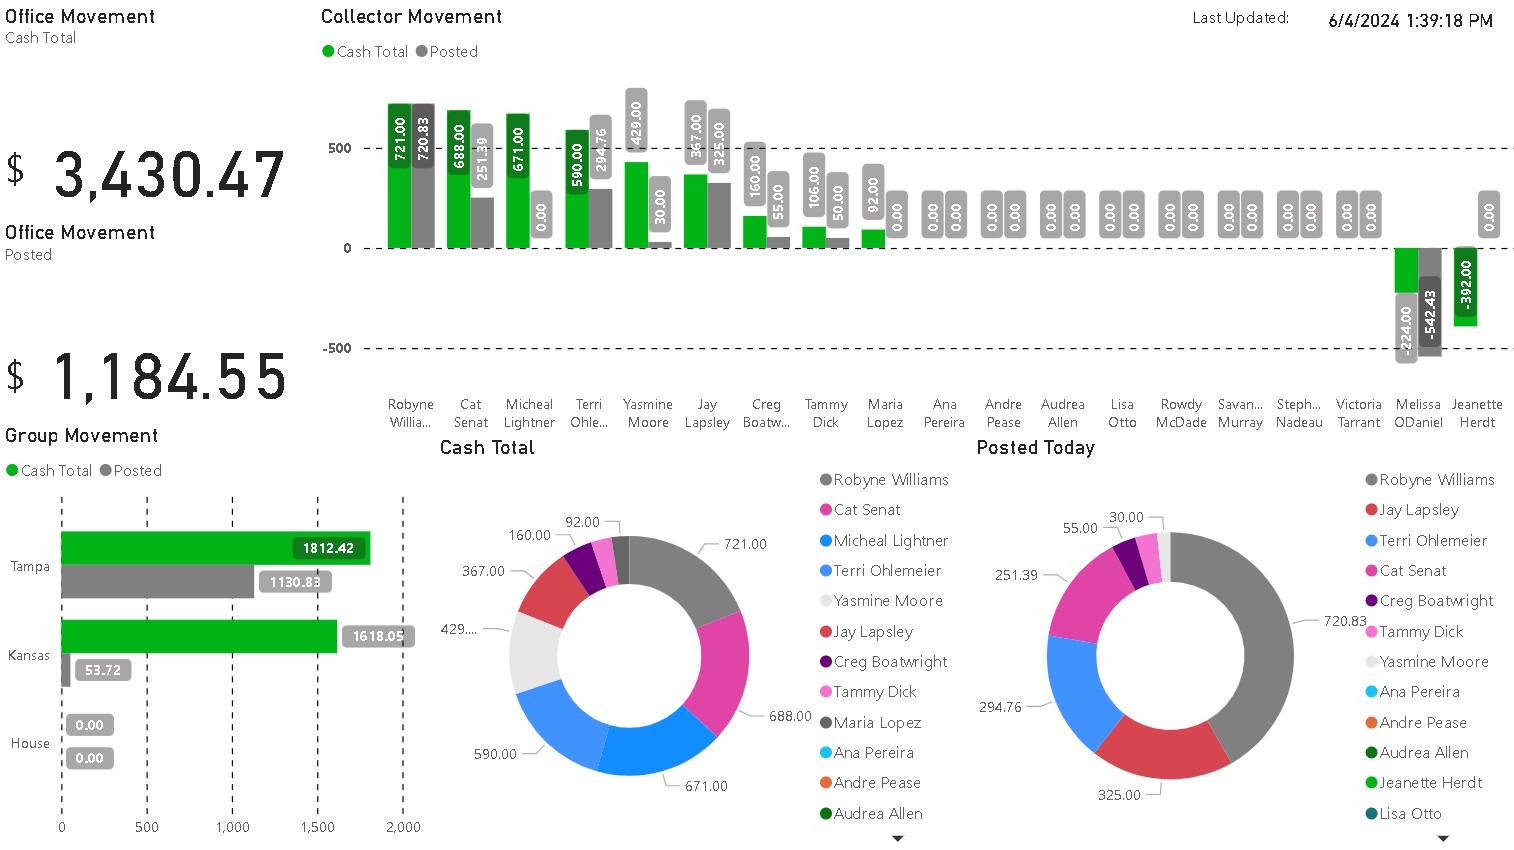 Office Movement
Cash Total
$ 3,430.47
Office Movement
Posted
$ 1,184.55
Collector Movement
Cash Total Posted
Last Updated: 6/4/2024 1:39:18 PM
500
0
-500
721.00 720.83 688.00 251.39 671.00 0.00 590.00 294.76 429.00 30.00 367.00 325.00 160.00 55.00 106.00 50.00 92.00 0.00 0.00 0.00 0.00 0.00 0.00 0.00 0.00 0.00 0.00 0.00 0.00 0.00 0.00 0.00 0.00 0.00 -224.00 -542.43 -392.00 0.00
Robyne Willia...
Cat Senat
Micheal Lightner
Terri Ohle...
Yasmine Moore
Jay Lapsley
Creg Boatw...
Tammy Dick
Maria Lopez
Ana Pereira
Andre Pease
Audrea Allen
Lisa Otto
Rowdy McDade
Savan... Murray
Steph... Nadeau
Victoria Tarrant
Melissa ODaniel
Jeanette Herdt
Group Movement
Cash Total Posted
Tampa
1812.42
1130.83
Kansas
1618.05
53.72
House
0.00
0.00
0 500 1,000 1,500 2,000
Cash Total
92.00
160.00
721.00
367.00
429....
688.00
590.00
671.00
Robyne Williams
Cat Senat
Micheal Lightner
Terri Ohlemeier
Yasmine Moore
Jay Lapsley
Creg Boatwright
Tammy Dick
Maria Lopez
Ana Pereira
Andre Pease
Audrea Allen
Posted Today
30.00
55.00
251.39
720.83
294.76
325.00
Robyne Williams
Jay Lapsley
Terri Ohlemeier
Cat Senat
Creg Boatwright
Tammy Dick
Yasmine Moore
Ana Pereira
Andre Pease
Audrea Allen
Jeanette Herdt
Lisa Otto